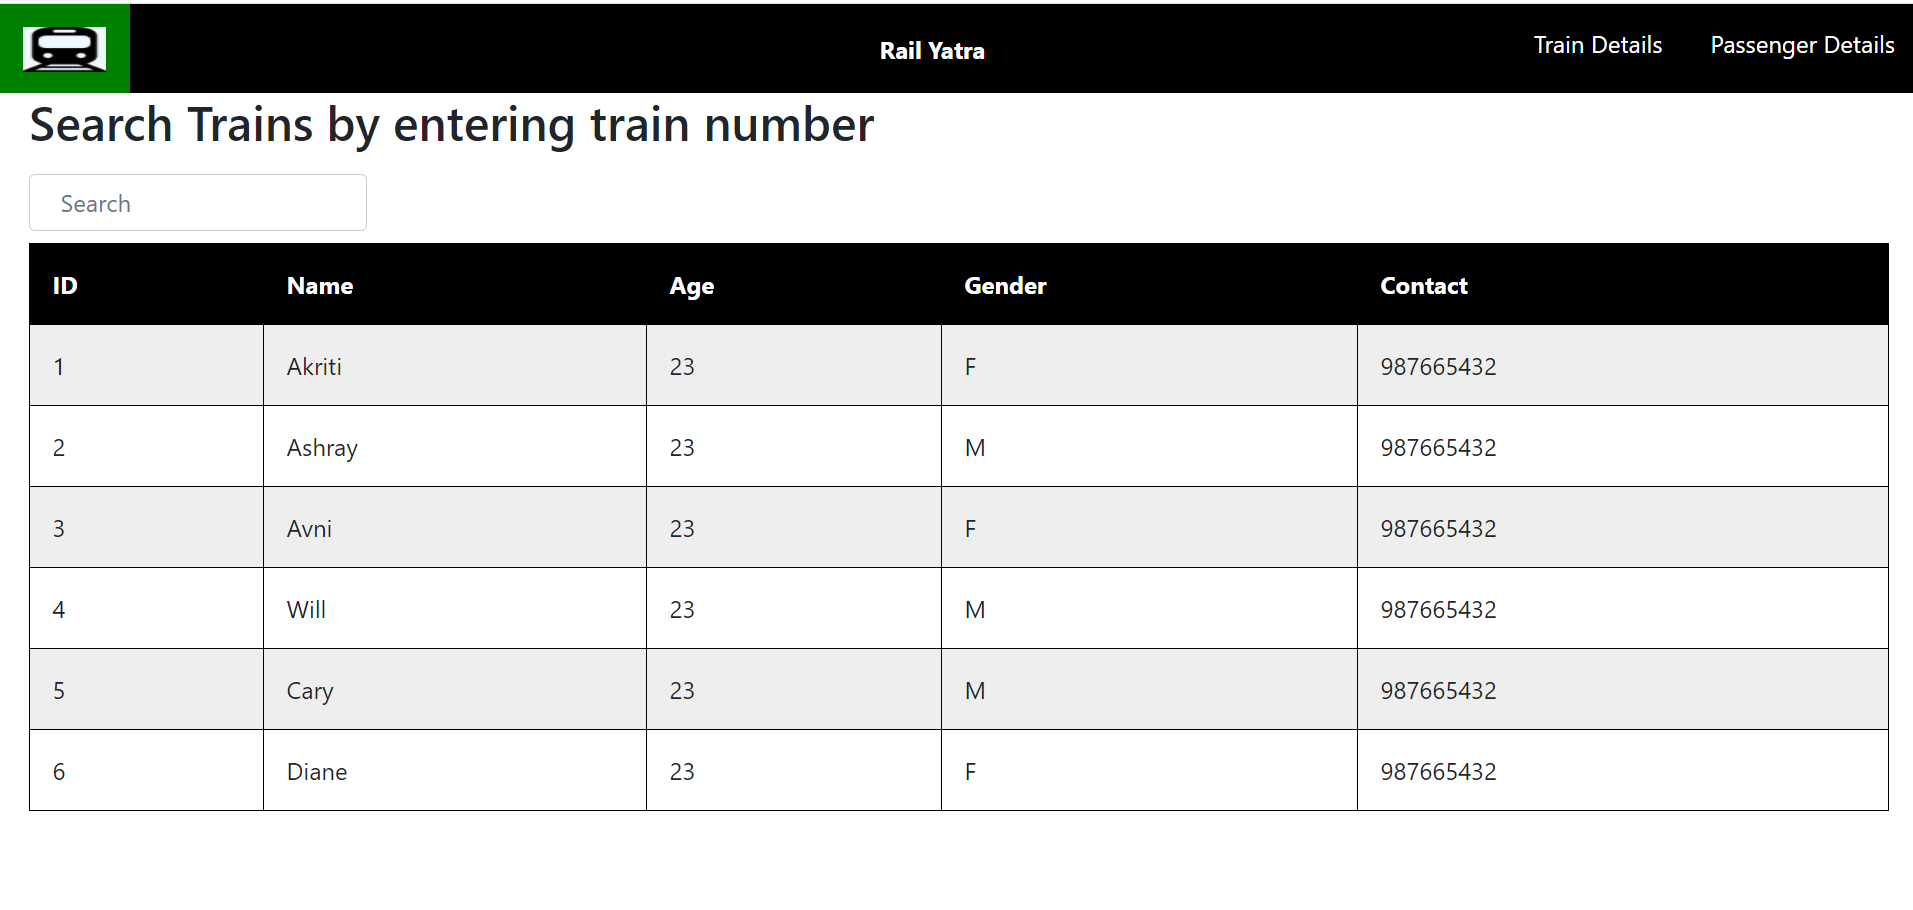 Rail Yatra
Train Details Passenger Details
Search Trains by entering train number
Search
ID Name Age Gender Contact
1 Akriti 23 F 987665432
2 Ashray 23 M 987665432
3 Avni 23 F 987665432
4 Will 23 M 987665432
5 Cary 23 M 987665432
6 Diane 23 F 987665432